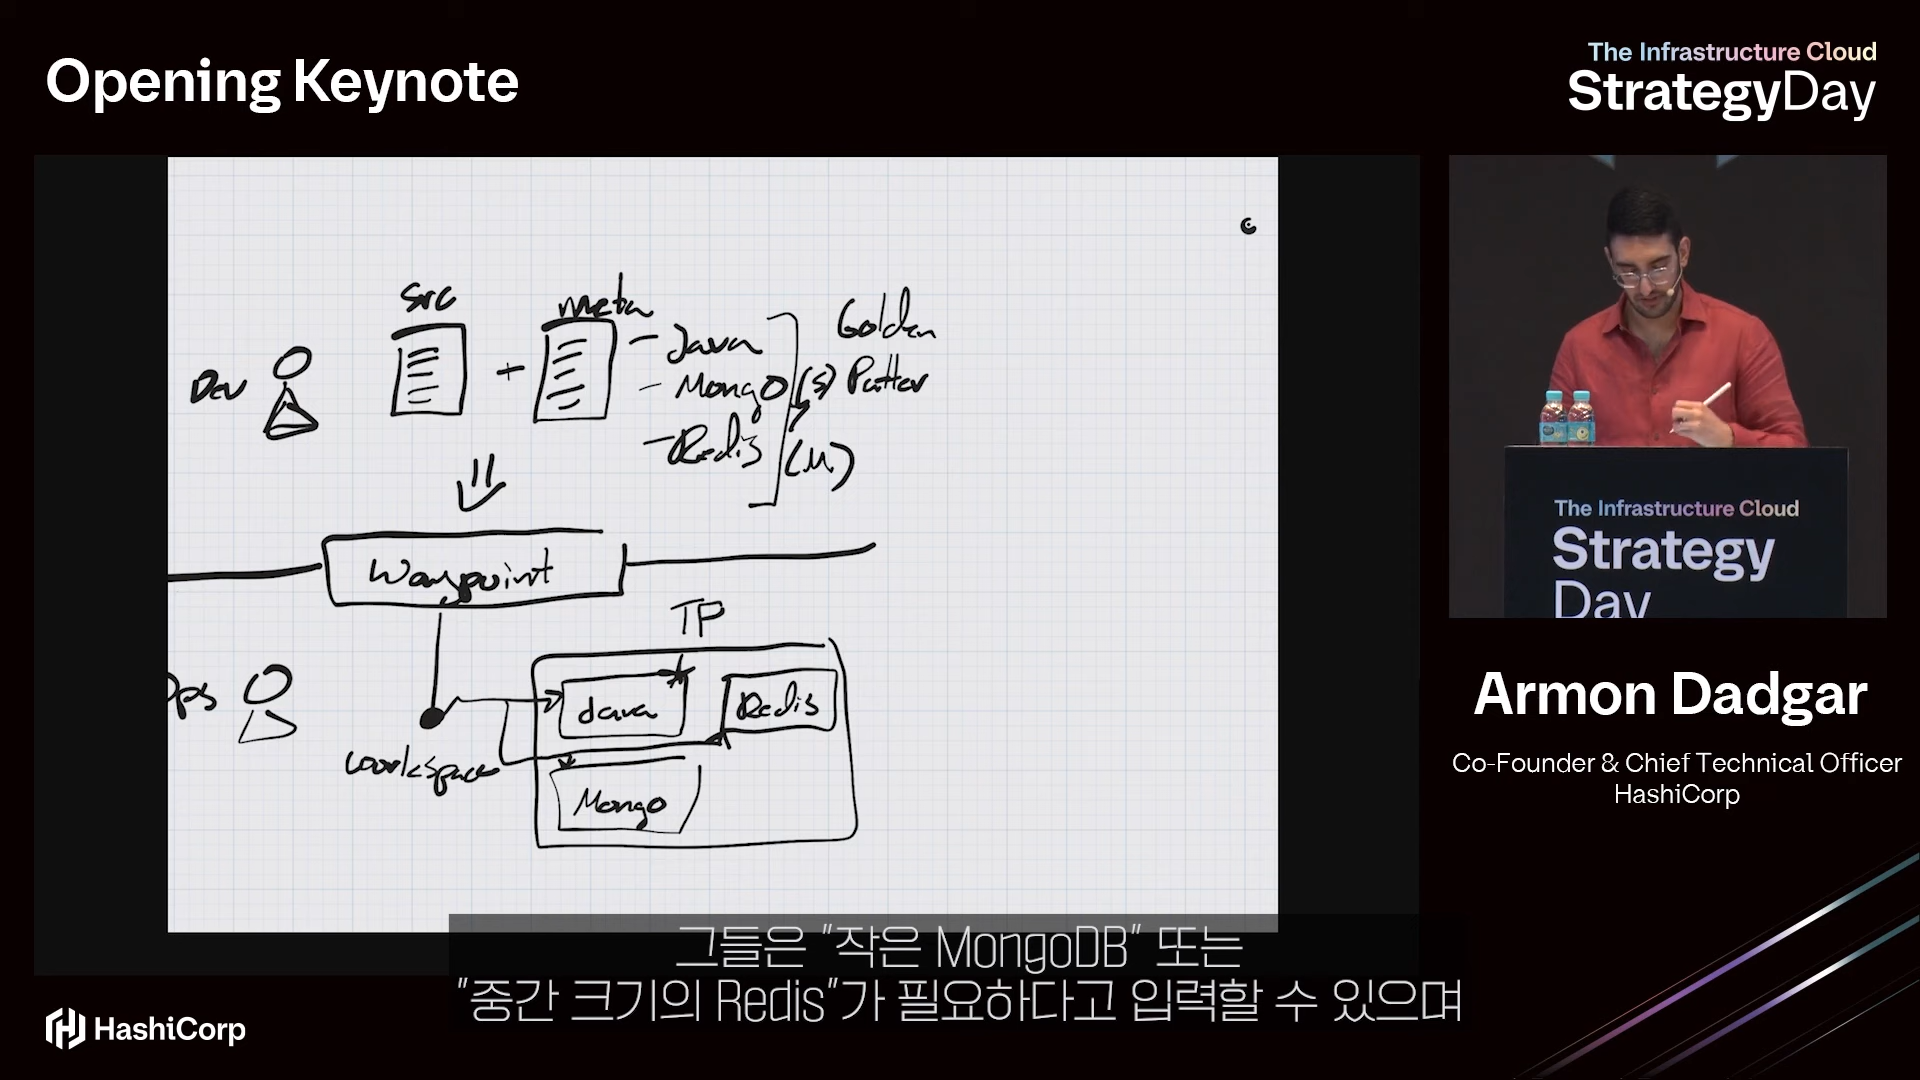 Opening Keynote
The Infrastructure Cloud
StrategyDay
src
meta
Dev
+
- Java
- Mongo (S)
- Redis (M)
Golden
Patter
Waypoint
TP
ops
Java
Redis
workspace
Mongo
The Infrastructure Cloud
Strategy
Day
Armon Dadgar
Co-Founder & Chief Technical Officer
HashiCorp
그들은 "작은 MongoDB" 또는
"중간 크기의 Redis"가 필요하다고 입력할 수 있으며
HashiCorp